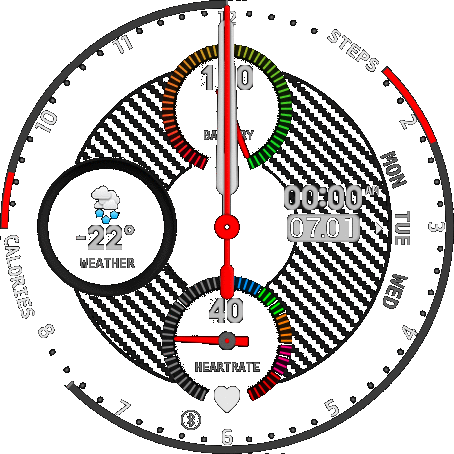 12
11
STEPS
10
2
BATTERY
MON
00:00 AM
07.01
TUE
3
-22°
WEATHER
CALORIES
WED
40
8
4
HEARTRATE
7
5
6